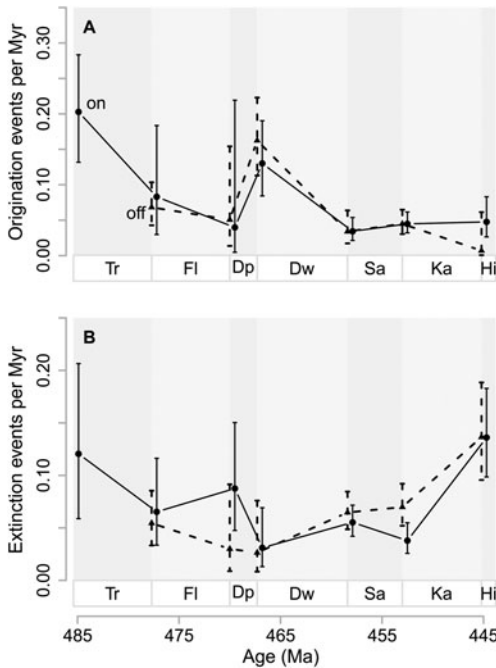 A
Origination events per Myr
0.30
0.20
0.10
0.00
on
off
Tr Fl Dp Dw Sa Ka Hi
B
Extinction events per Myr
0.20
0.10
0.00
Tr Fl Dp Dw Sa Ka Hi
485 475 465 455 445
Age (Ma)